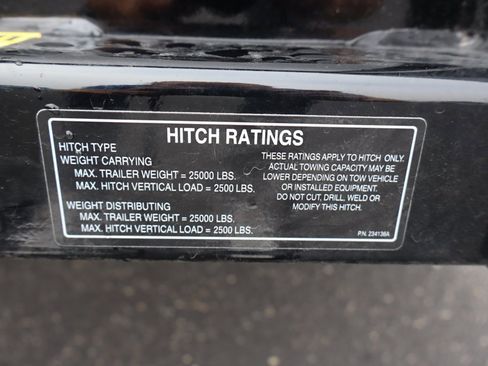 HITCH RATINGS
HITCH TYPE
WEIGHT CARRYING
MAX. TRAILER WEIGHT = 25000 LBS.
MAX. HITCH VERTICAL LOAD = 2500 LBS.
WEIGHT DISTRIBUTING
MAX. TRAILER WEIGHT = 25000 LBS.
MAX. HITCH VERTICAL LOAD = 2500 LBS.
THESE RATINGS APPLY TO HITCH ONLY.
ACTUAL TOWING CAPACITY MAY BE
LOWER DEPENDING ON TOW VEHICLE
OR INSTALLED EQUIPMENT.
DO NOT CUT, DRILL, WELD OR
MODIFY THIS HITCH.
P.N. 234136A